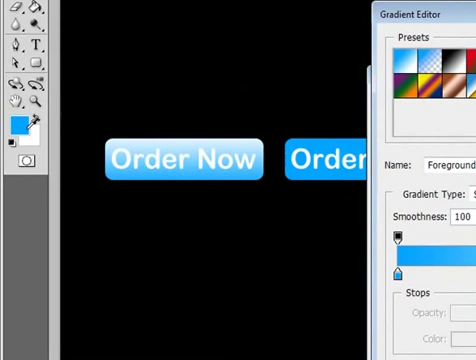 Gradient Editor
Presets
Order Now
Order
Name: Foreground
Gradient Type: S
Smoothness: 100
Stops
Opacity:
Color:
T